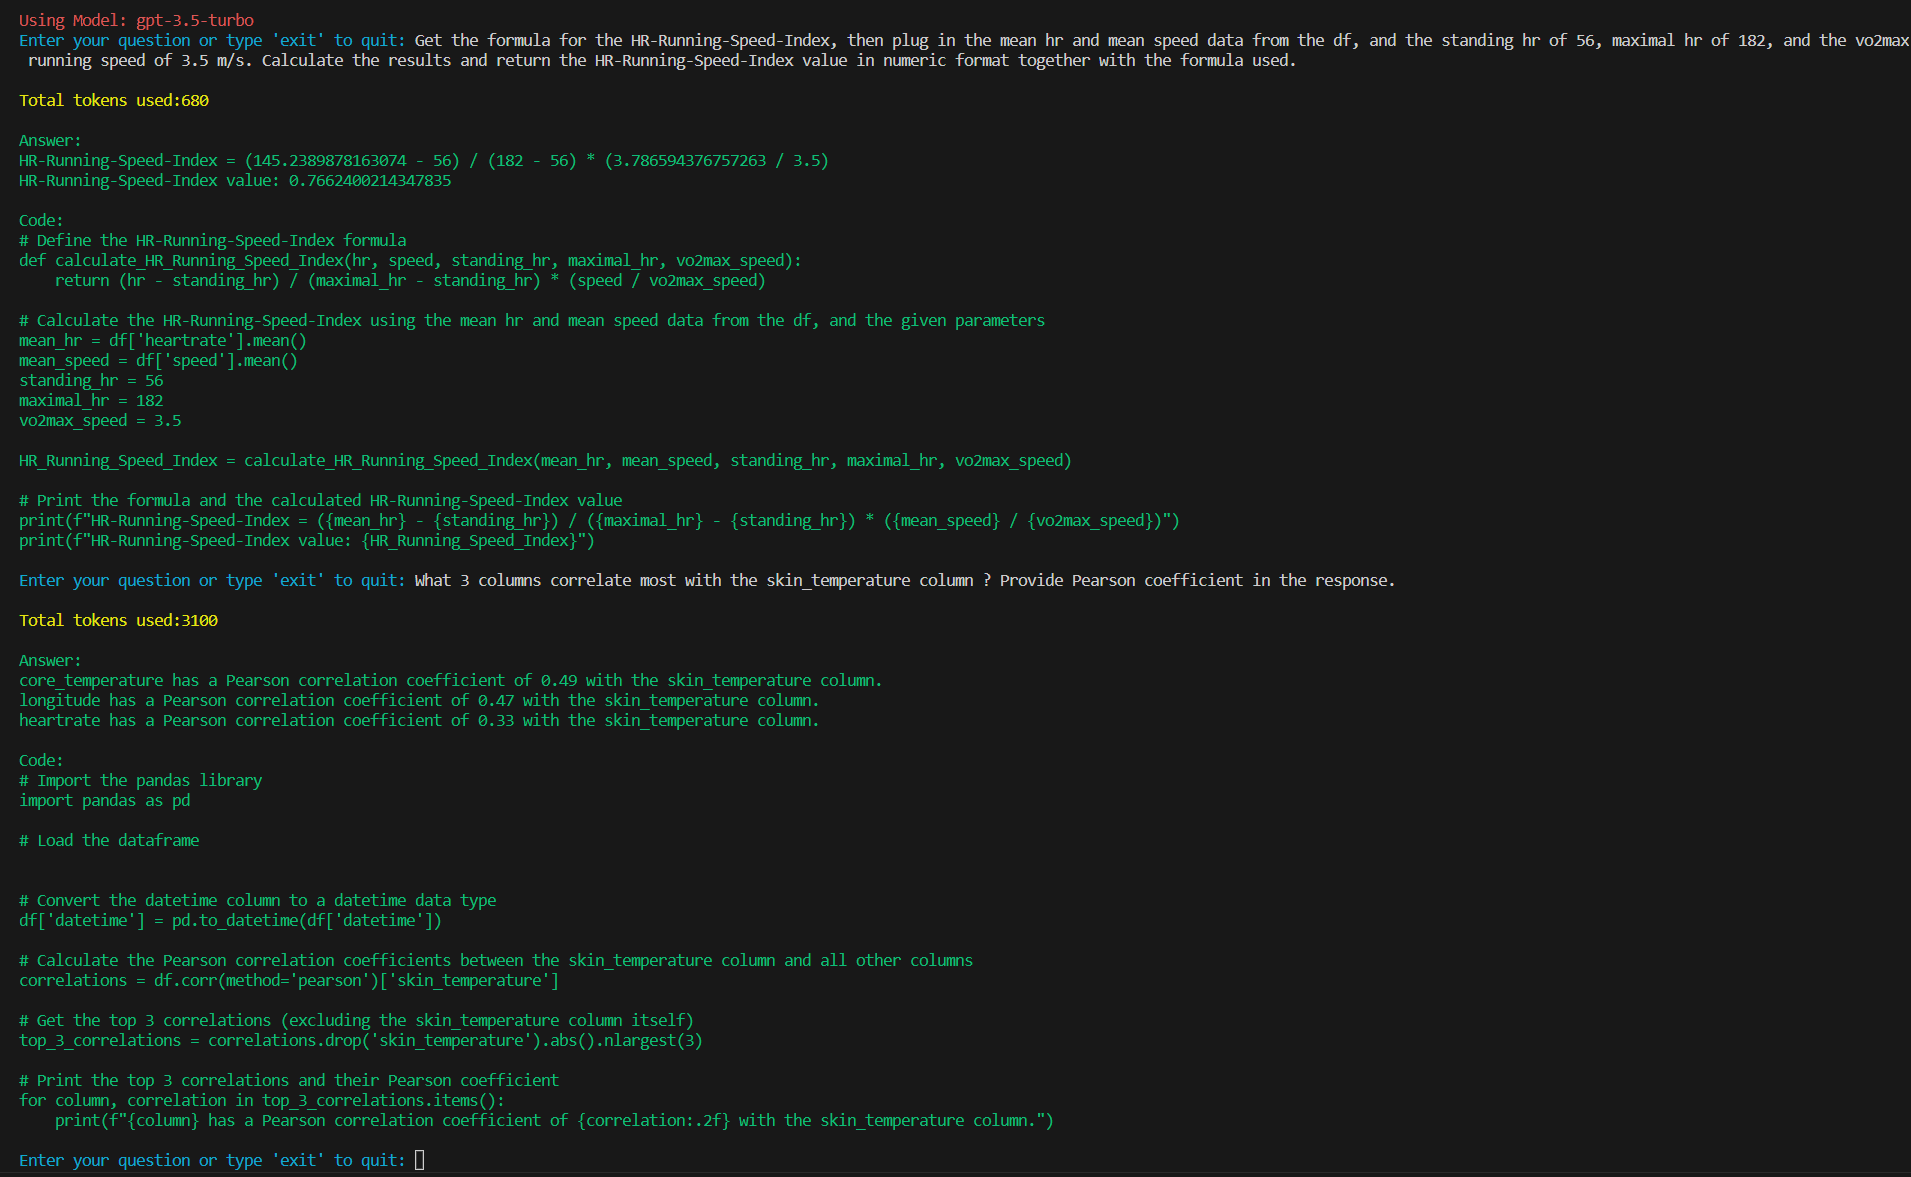 Using Model: gpt-3.5-turbo
Enter your question or type 'exit' to quit: Get the formula for the HR-Running-Speed-Index, then plug in the mean hr and mean speed data from the df, and the standing hr of 56, maximal hr of 182, and the vo2max
running speed of 3.5 m/s. Calculate the results and return the HR-Running-Speed-Index value in numeric format together with the formula used.
Total tokens used:680
Answer:
HR-Running-Speed-Index = (145.2389878163074 - 56) / (182 - 56) * (3.786594376757263 / 3.5)
HR-Running-Speed-Index value: 0.7662400214347835
Code:
# Define the HR-Running-Speed-Index formula
def calculate_HR_Running_Speed_Index(hr, speed, standing_hr, maximal_hr, vo2max_speed):
    return (hr - standing_hr) / (maximal_hr - standing_hr) * (speed / vo2max_speed)
# Calculate the HR-Running-Speed-Index using the mean hr and mean speed data from the df, and the given parameters
mean_hr = df['heartrate'].mean()
mean_speed = df['speed'].mean()
standing_hr = 56
maximal_hr = 182
vo2max_speed = 3.5
HR_Running_Speed_Index = calculate_HR_Running_Speed_Index(mean_hr, mean_speed, standing_hr, maximal_hr, vo2max_speed)
# Print the formula and the calculated HR-Running-Speed-Index value
print(f"HR-Running-Speed-Index = ({mean_hr} - {standing_hr}) / ({maximal_hr} - {standing_hr}) * ({mean_speed} / {vo2max_speed})")
print(f"HR-Running-Speed-Index value: {HR_Running_Speed_Index}")
Enter your question or type 'exit' to quit: What 3 columns correlate most with the skin_temperature column ? Provide Pearson coefficient in the response.
Total tokens used:3100
Answer:
core_temperature has a Pearson correlation coefficient of 0.49 with the skin_temperature column.
longitude has a Pearson correlation coefficient of 0.47 with the skin_temperature column.
heartrate has a Pearson correlation coefficient of 0.33 with the skin_temperature column.
Code:
# Import the pandas library
import pandas as pd
# Load the dataframe
# Convert the datetime column to a datetime data type
df['datetime'] = pd.to_datetime(df['datetime'])
# Calculate the Pearson correlation coefficients between the skin_temperature column and all other columns
correlations = df.corr(method='pearson')['skin_temperature']
# Get the top 3 correlations (excluding the skin_temperature column itself)
top_3_correlations = correlations.drop('skin_temperature').abs().nlargest(3)
# Print the top 3 correlations and their Pearson coefficient
for column, correlation in top_3_correlations.items():
    print(f"{column} has a Pearson correlation coefficient of {correlation:.2f} with the skin_temperature column.")
Enter your question or type 'exit' to quit: